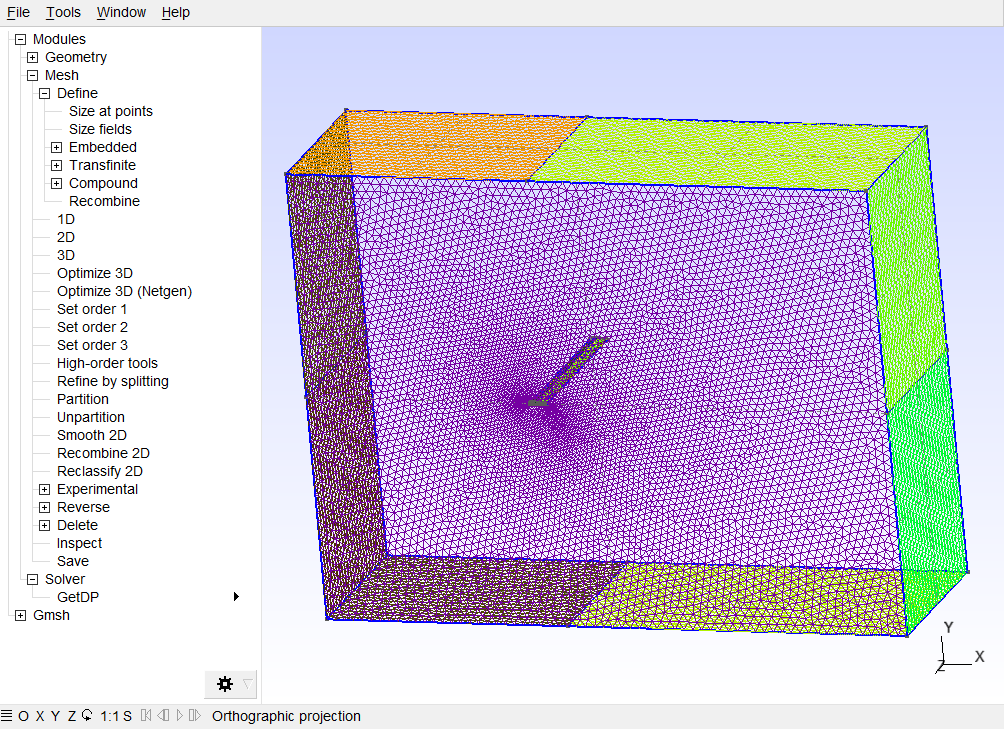 File Tools Window Help
Modules
Geometry
Mesh
Define
Size at points
Size fields
Embedded
Transfinite
Compound
Recombine
1D
2D
3D
Optimize 3D
Optimize 3D (Netgen)
Set order 1
Set order 2
Set order 3
High-order tools
Refine by splitting
Partition
Unpartition
Smooth 2D
Recombine 2D
Reclassify 2D
Experimental
Reverse
Delete
Inspect
Save
Solver
GetDP
Gmsh
Y
X
Z
O X Y Z 1:1 S Orthographic projection